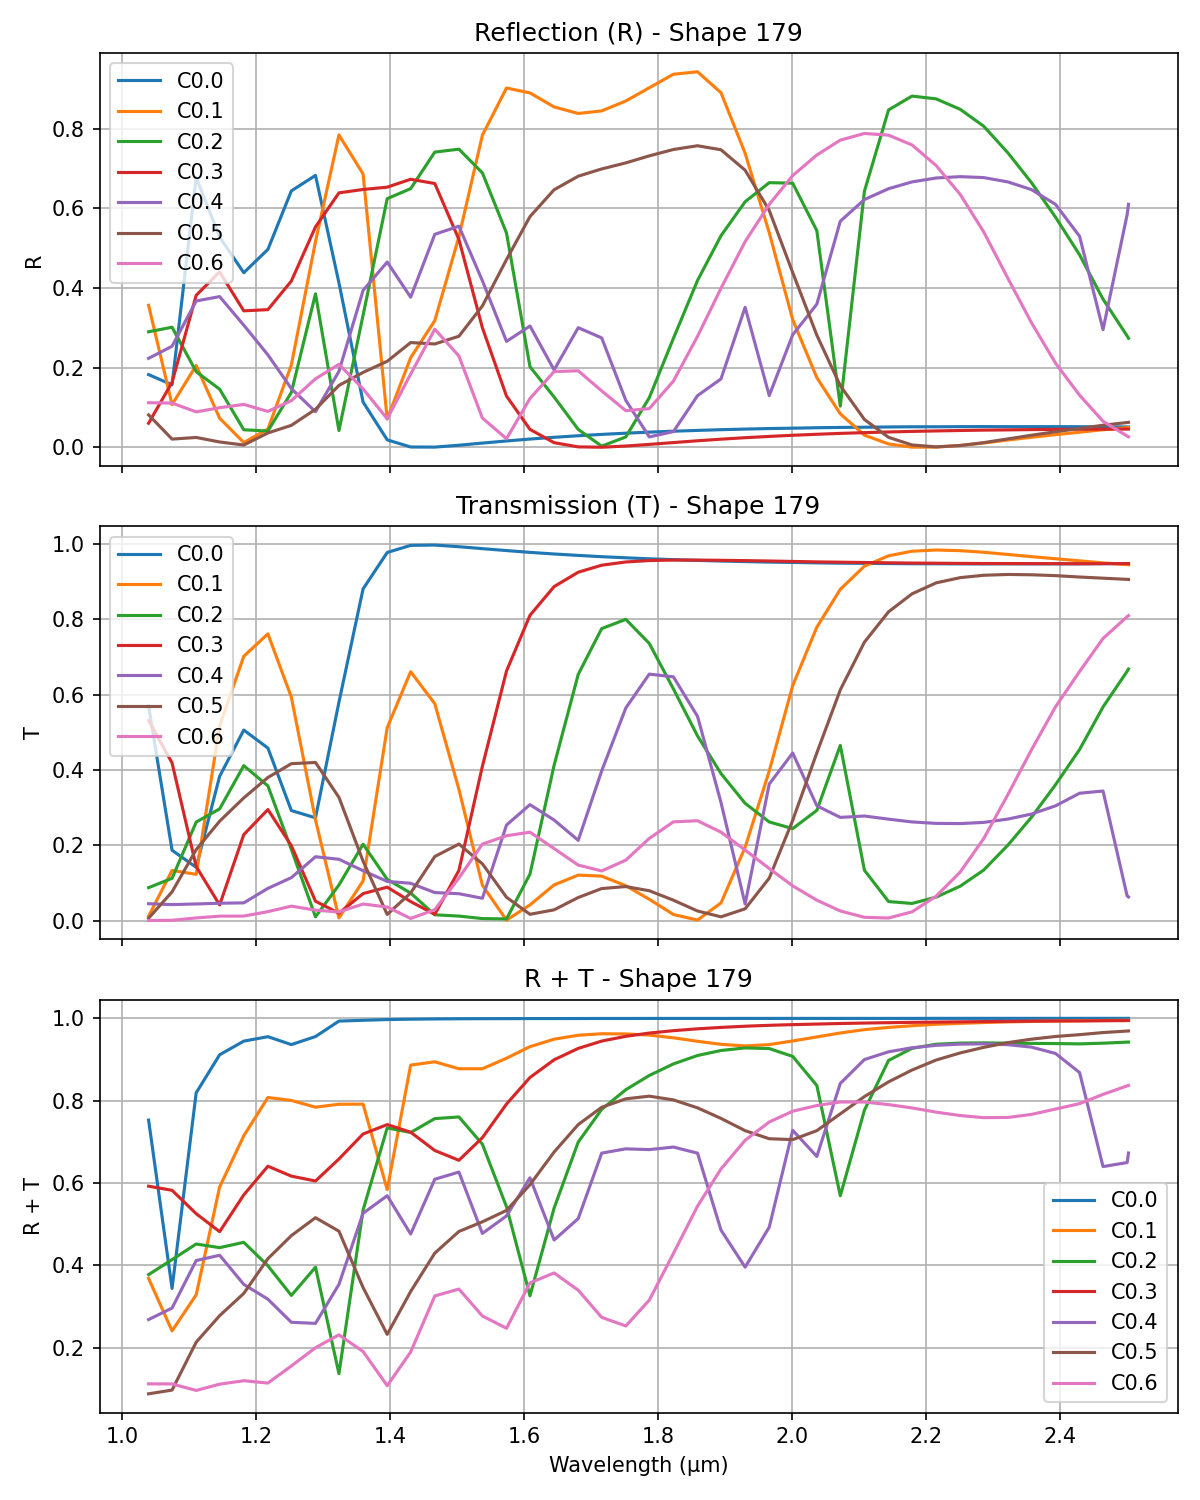 Reflection (R) - Shape 179
R
0.8
0.6
0.4
0.2
0.0
C0.0
C0.1
C0.2
C0.3
C0.4
C0.5
C0.6
Transmission (T) - Shape 179
T
1.0
0.8
0.6
0.4
0.2
0.0
C0.0
C0.1
C0.2
C0.3
C0.4
C0.5
C0.6
R + T - Shape 179
R + T
1.0
0.8
0.6
0.4
0.2
C0.0
C0.1
C0.2
C0.3
C0.4
C0.5
C0.6
1.0 1.2 1.4 1.6 1.8 2.0 2.2 2.4
Wavelength (μm)